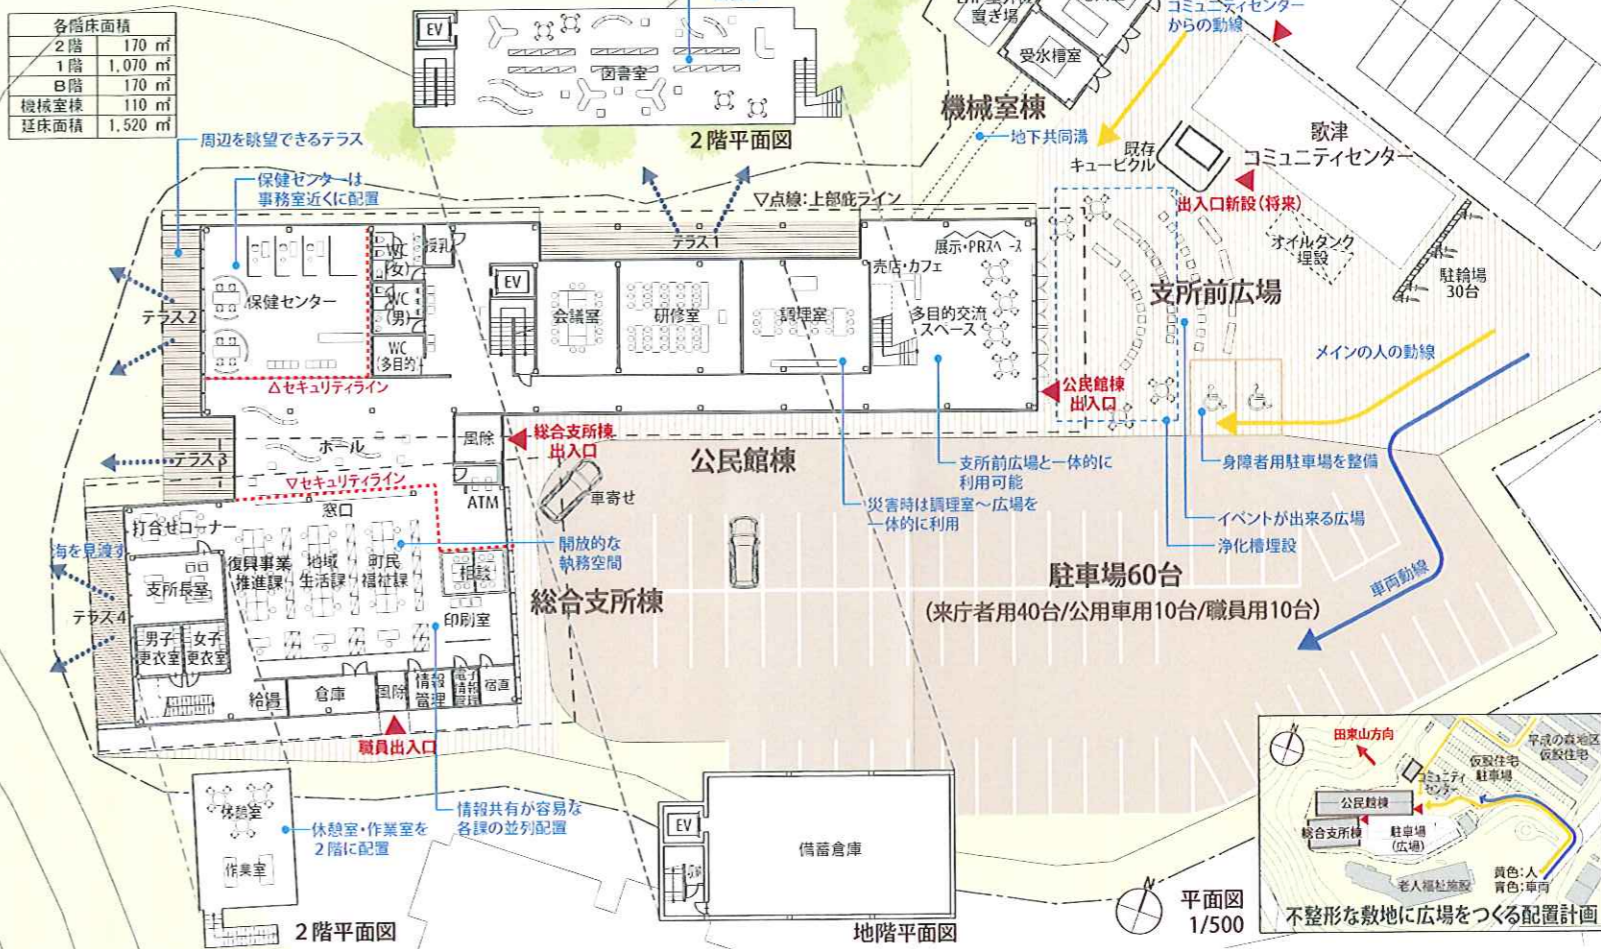 各階床面積
2階 170 ㎡
1階 1,070 ㎡
B階 170 ㎡
機械室棟 110 ㎡
延床面積 1,520 ㎡
EV
図書室
2階平面図
置き場
受水槽室
機械室棟
地下共同溝
コミュニティセンター
からの動線
既存
キュービクル
歌津
コミュニティセンター
出入口新設(将来)
オイルタンク
埋設
駐輪場
30台
支所前広場
メインの人の動線
周辺を眺望できるテラス
保健センターは
事務室近くに配置
▽点線:上部庇ライン
テラス1
テラス2
保健センター
WC
(女)
授乳
WC
(男)
WC
(多目的)
EV
会議室
研修室
調理室
展示・PRスペース
売店・カフェ
多目的交流
スペース
△セキュリティライン
公民館棟
出入口
ホール
風除
総合支所棟
出入口
公民館棟
テラス3
▽セキュリティライン
ATM
車寄せ
支所前広場と一体的に
利用可能
災害時は調理室～広場を
一体的に利用
身障者用駐車場を整備
イベントが出来る広場
浄化槽埋設
車両動線
窓口
打合せコーナー
海を見渡す
復興事業
推進課
地域
生活課
町民
福祉課
相談
開放的な
執務空間
総合支所棟
駐車場60台
(来庁者用40台/公用車用10台/職員用10台)
支所長室
テラス4
男子
更衣室
女子
更衣室
印刷室
給湯
倉庫
風除
情報
管理
電子
情報
管理
宿直
職員出入口
情報共有が容易な
各課の並列配置
休憩室
作業室
休憩室・作業室を
2階に配置
2階平面図
EV
備蓄倉庫
地階平面図
N
平面図
1/500
N
田束山方向
平成の森地区
仮設住宅
仮設住宅
駐車場
コミュニティ
センター
公民館棟
総合支所棟
駐車場
(広場)
老人福祉施設
黄色:人
青色:車両
不整形な敷地に広場をつくる配置計画